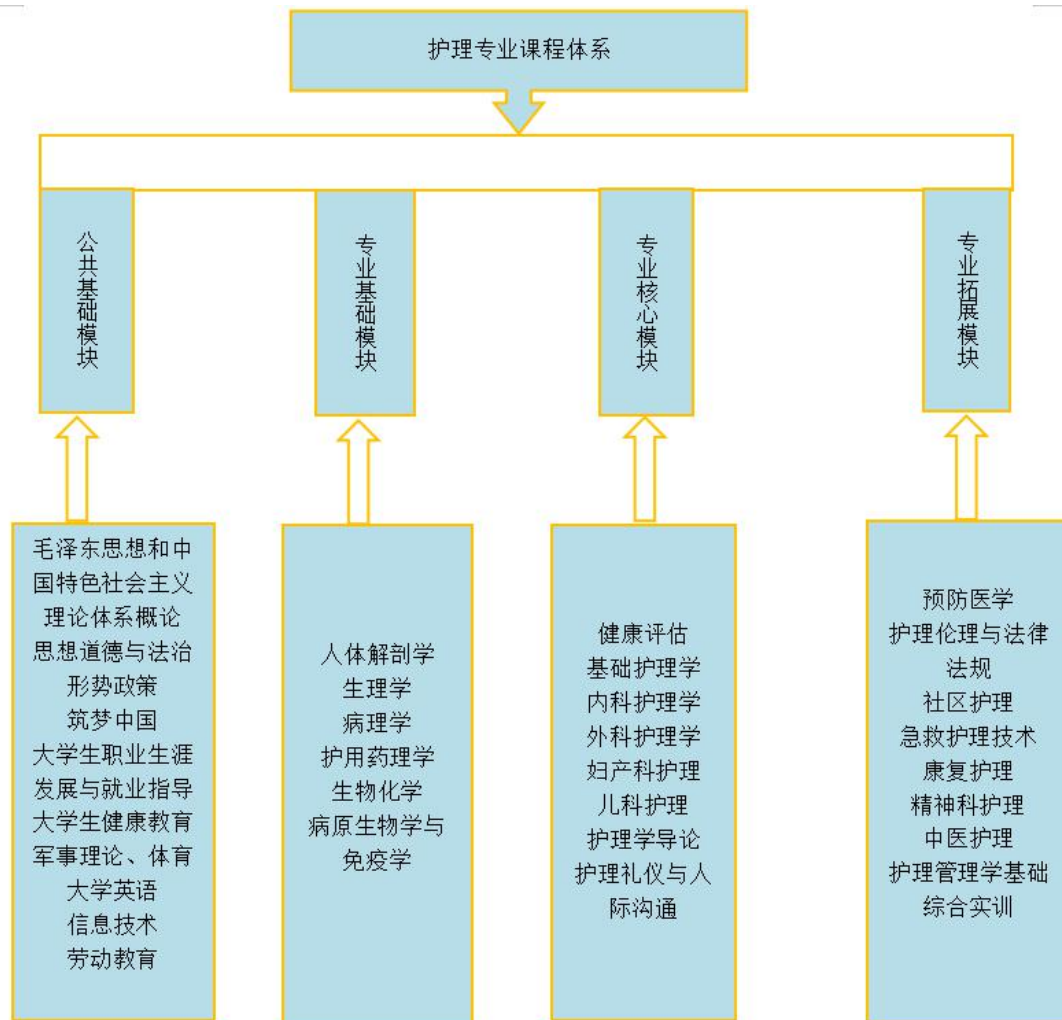 护理专业课程体系
公共基础模块
专业基础模块
专业核心模块
专业拓展模块
毛泽东思想和中
国特色社会主义
理论体系概论
思想道德与法治
形势政策
筑梦中国
大学生职业生涯
发展与就业指导
大学生健康教育
军事理论、体育
大学英语
信息技术
劳动教育
人体解剖学
生理学
病理学
护用药理学
生物化学
病原生物学与
免疫学
健康评估
基础护理学
内科护理学
外科护理学
妇产科护理
儿科护理
护理学导论
护理礼仪与人
际沟通
预防医学
护理伦理与法律
法规
社区护理
急救护理技术
康复护理
精神科护理
中医护理
护理管理学基础
综合实训